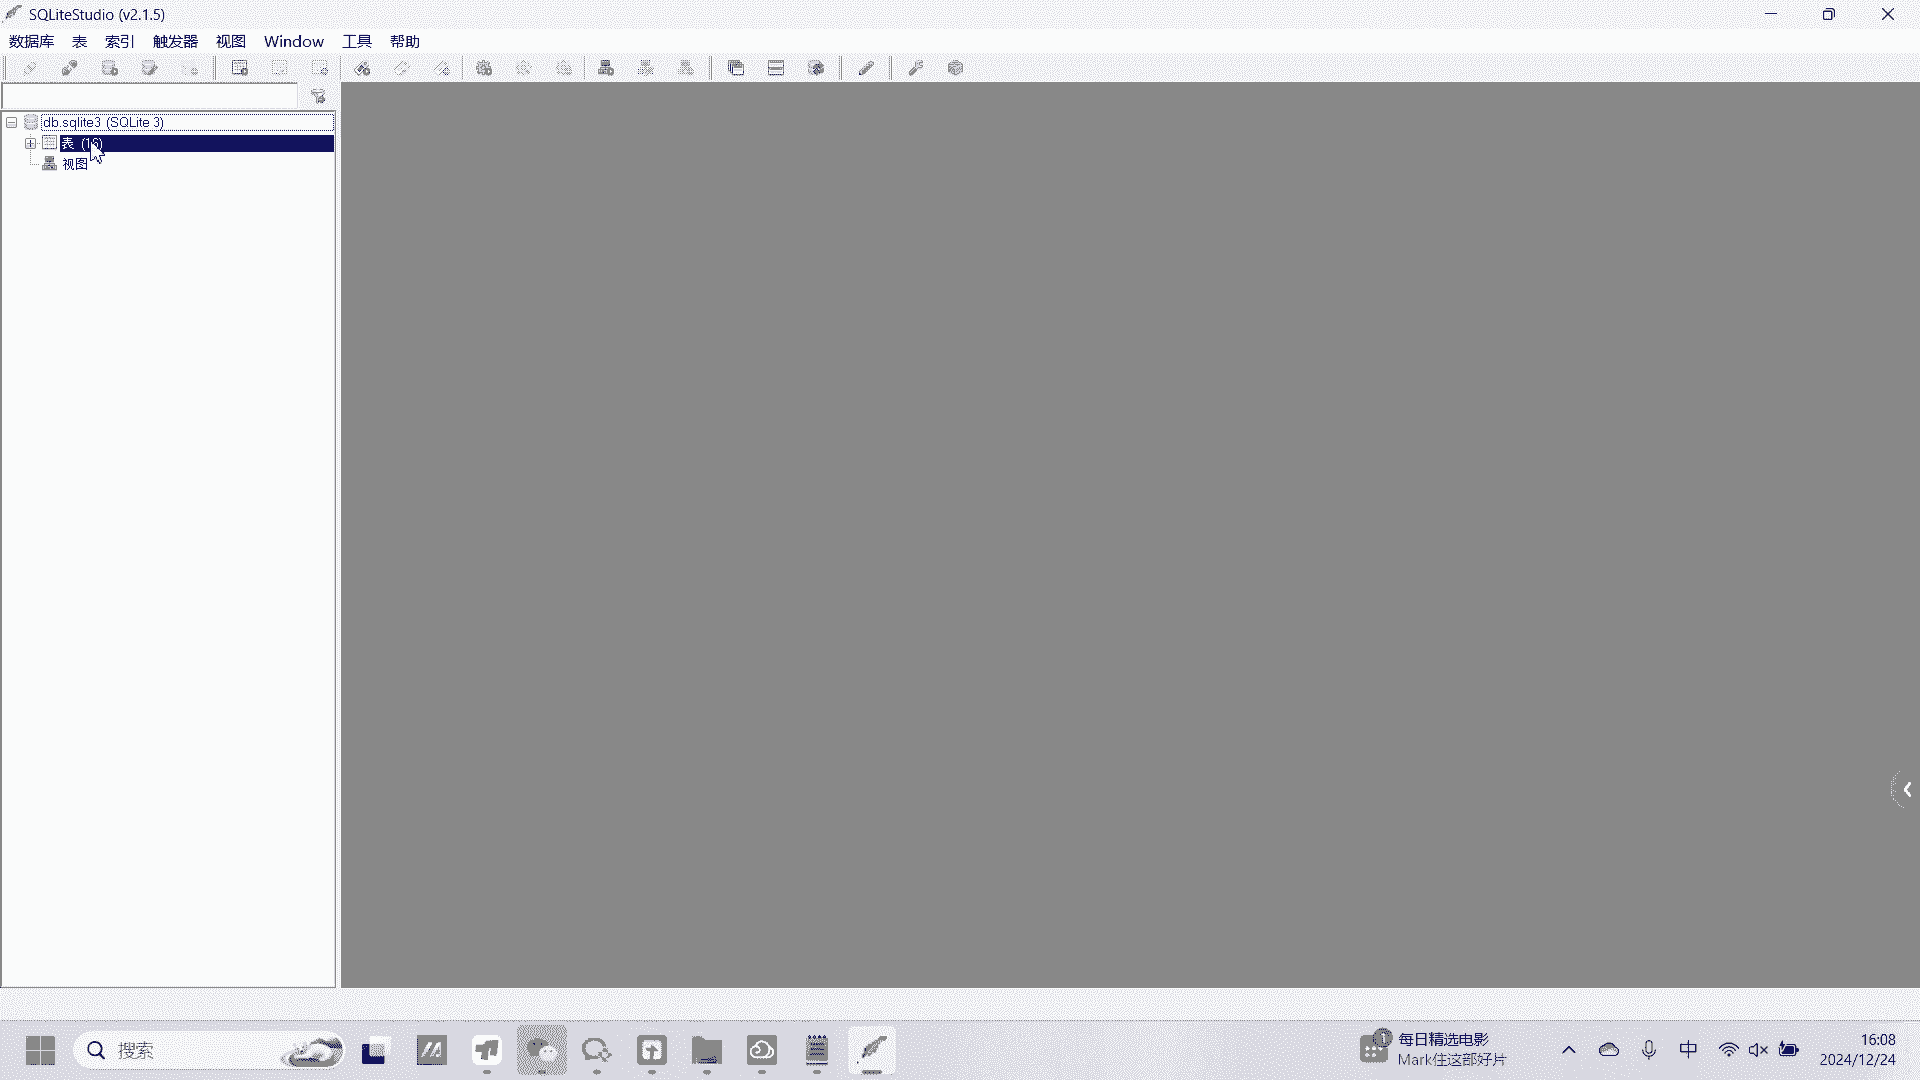 SQLiteStudio (v2.1.5)
数据库 表 索引 触发器 视图 Window 工具 帮助
db.sqlite3 (SQLite 3)
表 (16)
视图
搜索
1
每日精选电影
Mark住这部好片
中
16:08
2024/12/24